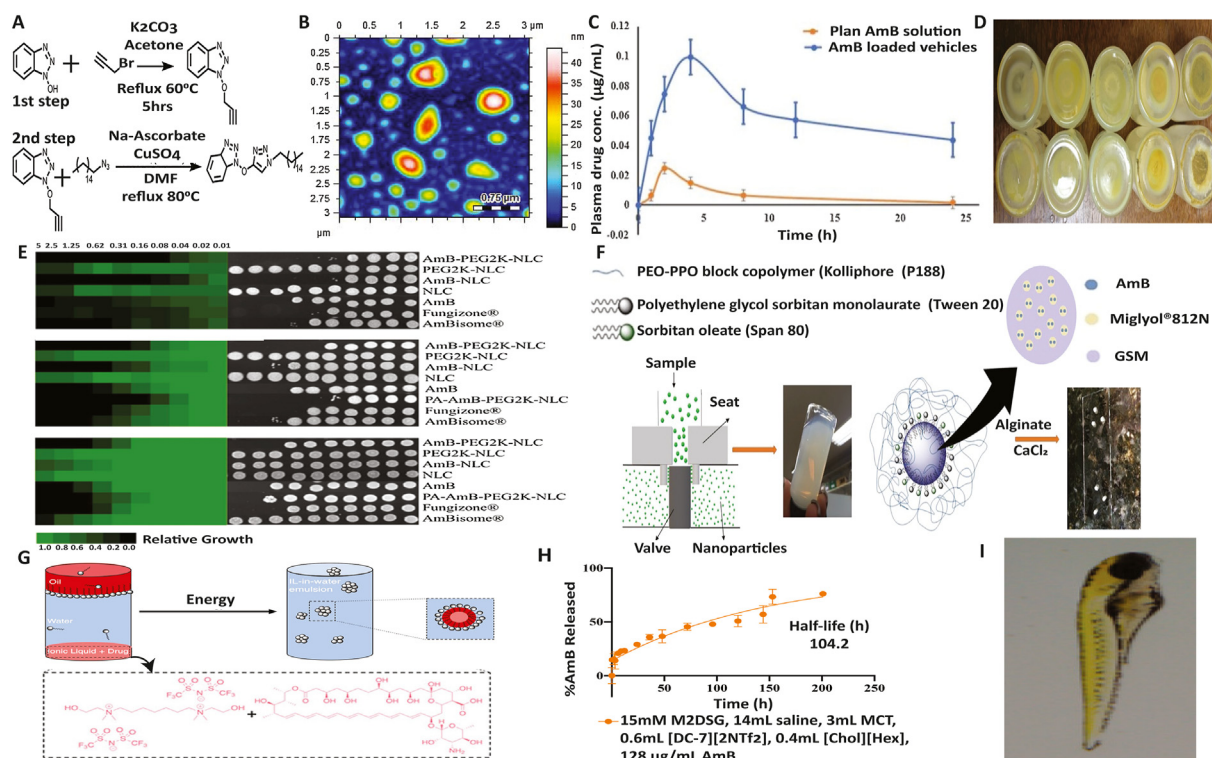 A
K2CO3
Acetone
Reflux 60ºC
5hrs
Br
N
N
N
OH
1st step
N
N
N
O
2nd step
Na-Ascorbate
CuSO4
DMF
reflux 80ºC
N
N
N
O
N3
14
N
N
N
O
N
N
N
14
B
0 0.5 1 1.5 2 2.5 3 µm
0
0.25
0.75
1.25
1.5
1.75
2
2.25
2.5
2.75
3
µm
0.75 µm
nm
45
40
35
30
25
20
15
10
5
0
C
Plan AmB solution
AmB loaded vehicles
Plasma drug conc. (µg/mL)
0.12
0.1
0.08
0.06
0.04
0.02
0
0.02
0 5 10 15 20 25
Time (h)
D
E
5 2.5 1.25 0.62 0.31 0.16 0.08 0.04 0.02 0.01
AmB-PEG2K-NLC
PEG2K-NLC
AmB-NLC
NLC
AmB
Fungizone®
AmBisome®
AmB-PEG2K-NLC
PEG2K-NLC
AmB-NLC
NLC
AmB
PA-AmB-PEG2K-NLC
Fungizone®
AmBisome®
AmB-PEG2K-NLC
PEG2K-NLC
AmB-NLC
NLC
AmB
PA-AmB-PEG2K-NLC
Fungizone®
AmBisome®
Relative Growth
1.0 0.8 0.6 0.4 0.2 0.0
F
PEO-PPO block copolymer (Kolliphore (P188)
Polyethylene glycol sorbitan monolaurate (Tween 20)
Sorbitan oleate (Span 80)
AmB
Miglyol®812N
GSM
Sample
Seat
Valve
Nanoparticles
Alginate
CaCl₂
G
Oil
Water
Ionic Liquid + Drug
Energy
IL-in-water
emulsion
H
%AmB Released
100
50
0
0 50 100 150 200 250
Time (h)
Half-life (h)
104.2
15mM M2DSG, 14mL saline, 3mL MCT,
0.6mL [DC-7][2NTf2], 0.4mL [Chol][Hex],
128 µg/mL AmB
I